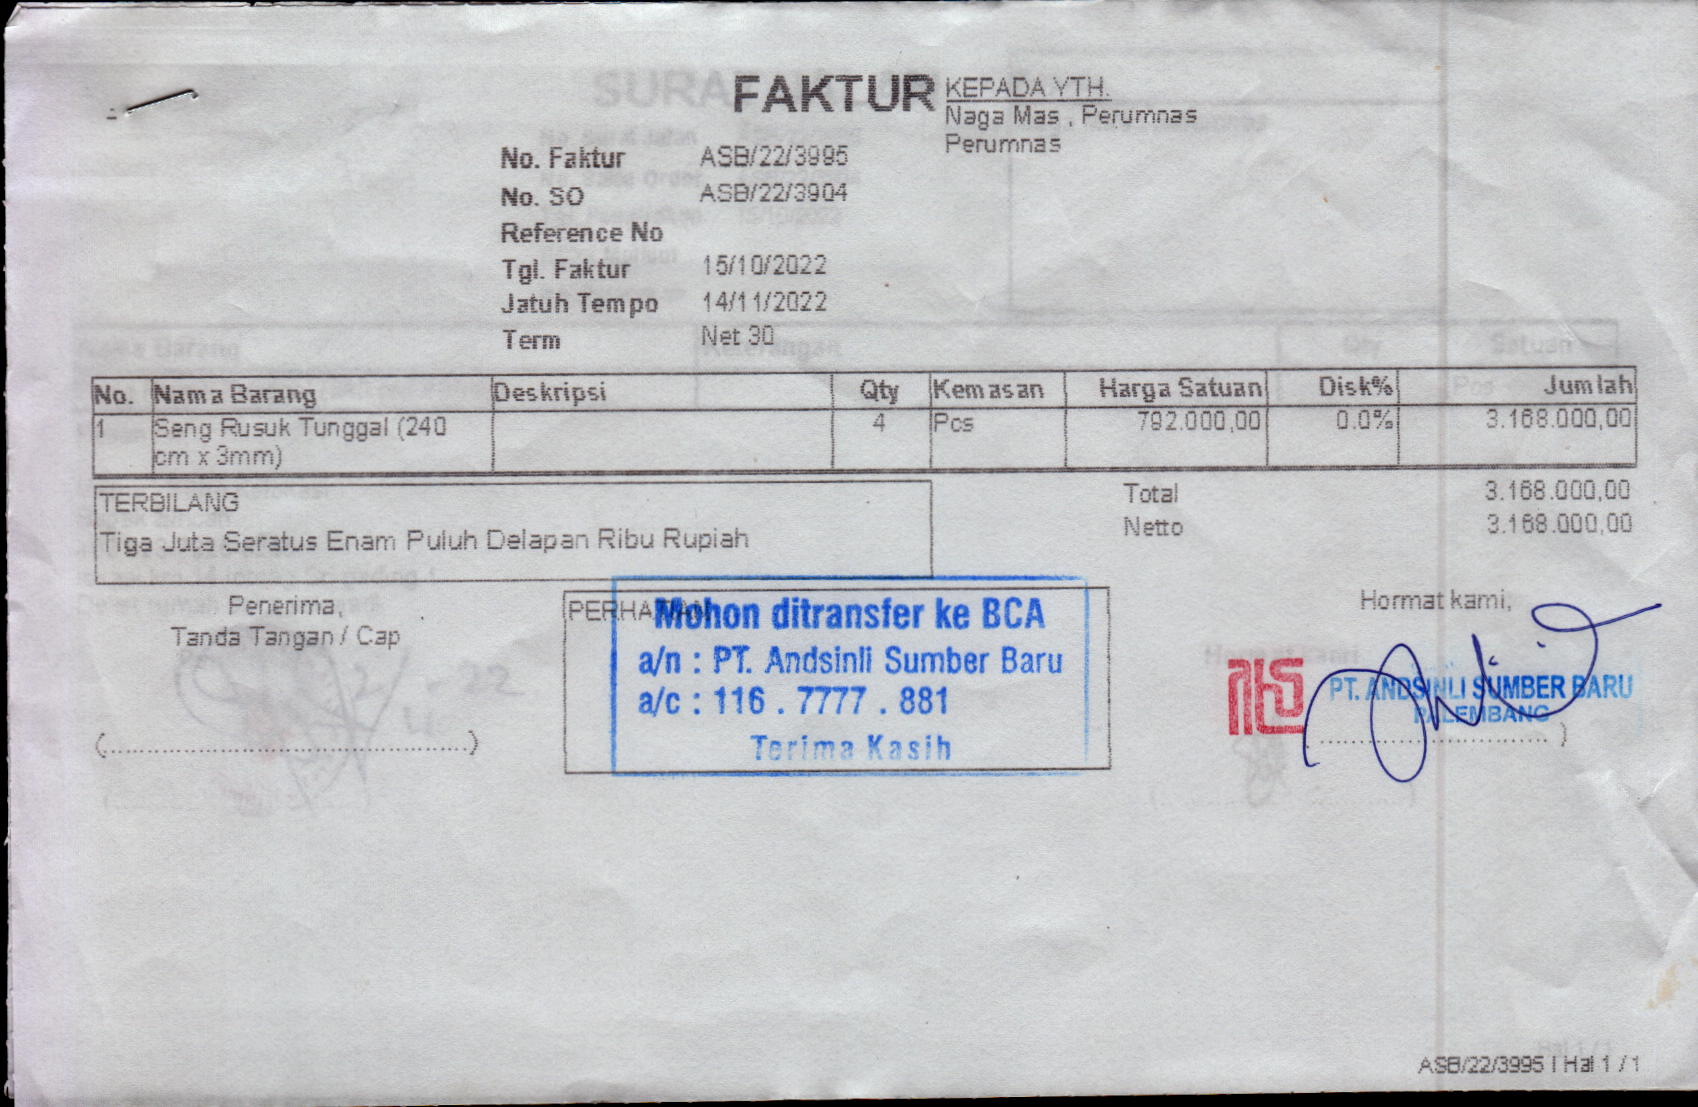 FAKTUR
KEPADA YTH.
Naga Mas , Perumnas
Perumnas
No. Faktur ASB/22/3995
No. SO ASB/22/3904
Reference No
Tgl. Faktur 15/10/2022
Jatuh Tempo 14/11/2022
Term Net 30
No. Nama Barang Deskripsi Qty Kemasan Harga Satuan Disk% Jumlah
1 Seng Rusuk Tunggal (240 4 Pcs 792.000,00 0.0% 3.168.000,00
cm x 3mm)
TERBILANG
Tiga Juta Seratus Enam Puluh Delapan Ribu Rupiah
Total 3.168.000,00
Netto 3.168.000,00
Penerima,
Tanda Tangan / Cap
(..............................................)
Mohon ditransfer ke BCA
a/n : PT. Andsinli Sumber Baru
a/c : 116 . 7777 . 881
Terima Kasih
Hormat kami,
PT. ANDSINLI SUMBER BARU
PALEMBANG
ASB/22/3995 | Hal 1 / 1